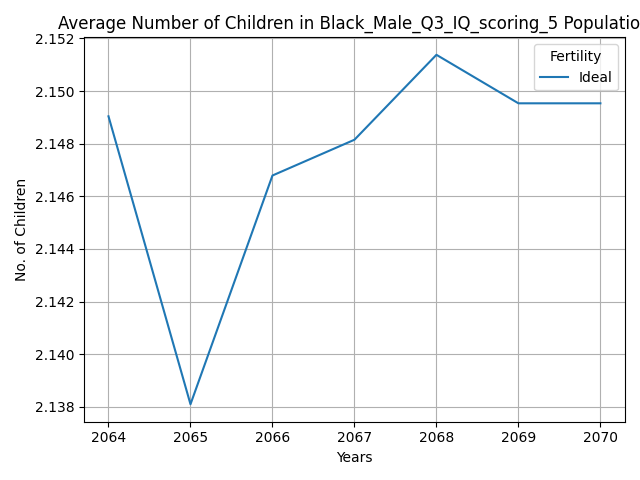 Average Number of Children in Black_Male_Q3_IQ_scoring_5 Populatio
Fertility
Ideal
No. of Children
2.152
2.150
2.148
2.146
2.144
2.142
2.140
2.138
2064 2065 2066 2067 2068 2069 2070
Years